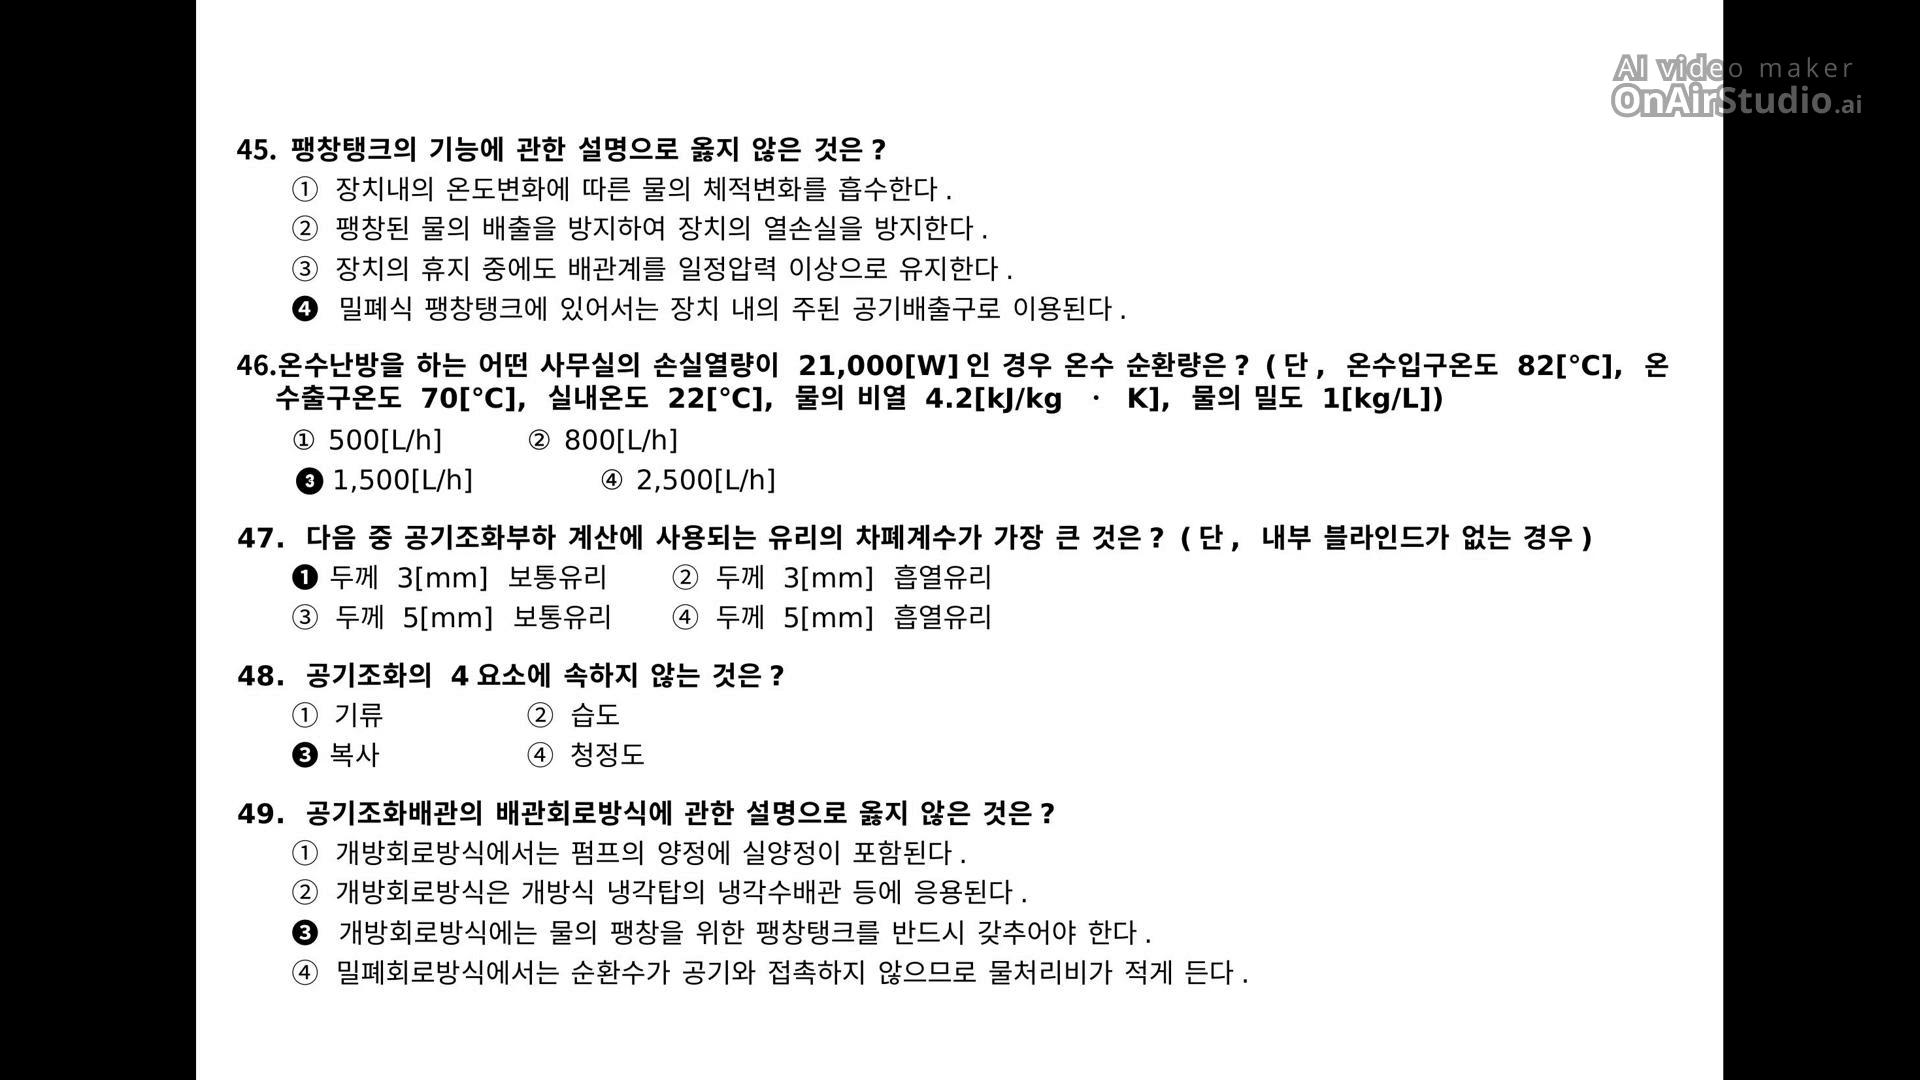 AI video maker
OnAirStudio.ai
45. 팽창탱크의 기능에 관한 설명으로 옳지 않은 것은?
① 장치내의 온도변화에 따른 물의 체적변화를 흡수한다.
② 팽창된 물의 배출을 방지하여 장치의 열손실을 방지한다.
③ 장치의 휴지 중에도 배관계를 일정압력 이상으로 유지한다.
❹ 밀폐식 팽창탱크에 있어서는 장치 내의 주된 공기배출구로 이용된다.
46.온수난방을 하는 어떤 사무실의 손실열량이 21,000[W]인 경우 온수 순환량은? (단, 온수입구온도 82[°C], 온
수출구온도 70[°C], 실내온도 22[°C], 물의 비열 4.2[kJ/kg · K], 물의 밀도 1[kg/L])
① 500[L/h] ② 800[L/h]
❸ 1,500[L/h] ④ 2,500[L/h]
47. 다음 중 공기조화부하 계산에 사용되는 유리의 차폐계수가 가장 큰 것은? (단, 내부 블라인드가 없는 경우)
❶ 두께 3[mm] 보통유리 ② 두께 3[mm] 흡열유리
③ 두께 5[mm] 보통유리 ④ 두께 5[mm] 흡열유리
48. 공기조화의 4요소에 속하지 않는 것은?
① 기류 ② 습도
❸ 복사 ④ 청정도
49. 공기조화배관의 배관회로방식에 관한 설명으로 옳지 않은 것은?
① 개방회로방식에서는 펌프의 양정에 실양정이 포함된다.
② 개방회로방식은 개방식 냉각탑의 냉각수배관 등에 응용된다.
❸ 개방회로방식에는 물의 팽창을 위한 팽창탱크를 반드시 갖추어야 한다.
④ 밀폐회로방식에서는 순환수가 공기와 접촉하지 않으므로 물처리비가 적게 든다.